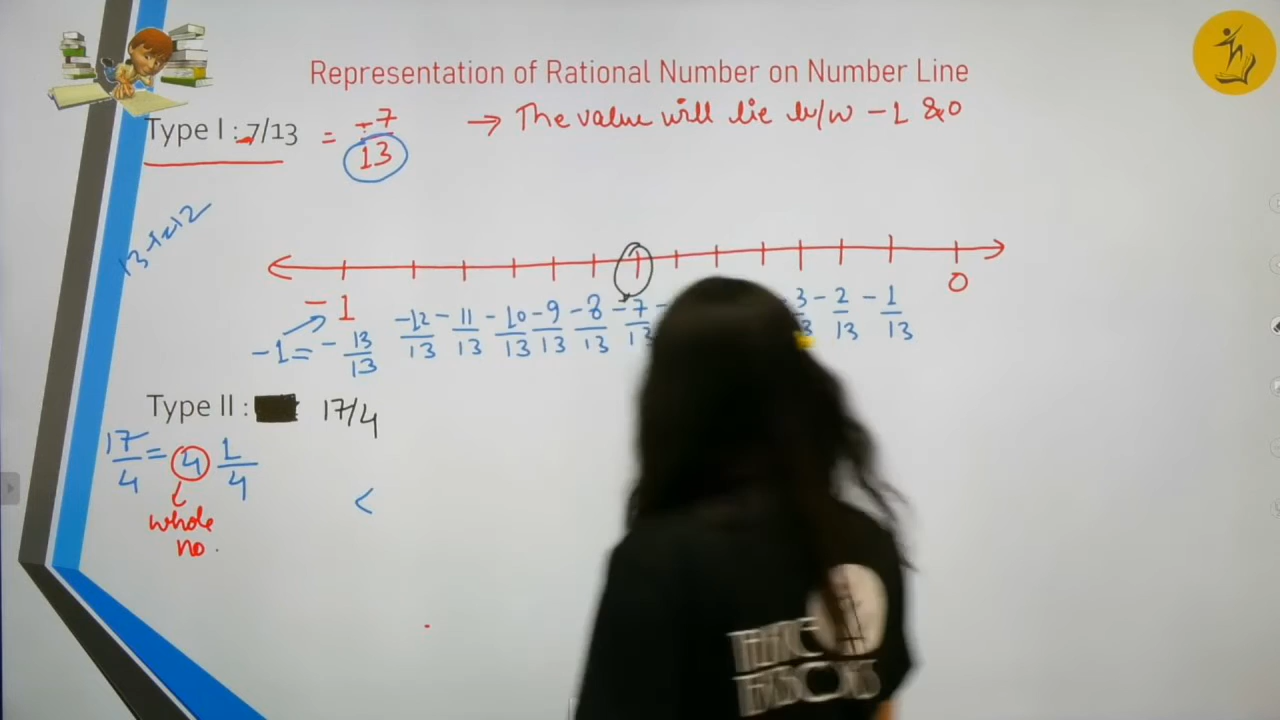 Representation of Rational Number on Number Line
Type I : -7/13 = -7/13 → The value will lie b/w -1 & 0
13-1=12
-1 0
-12/13 -11/13 -10/13 -9/13 -8/13 -7/13 -2/13 -1/13
-1 = -13/13
Type II : 17/4
17/4 = 4 1/4
whole
no.